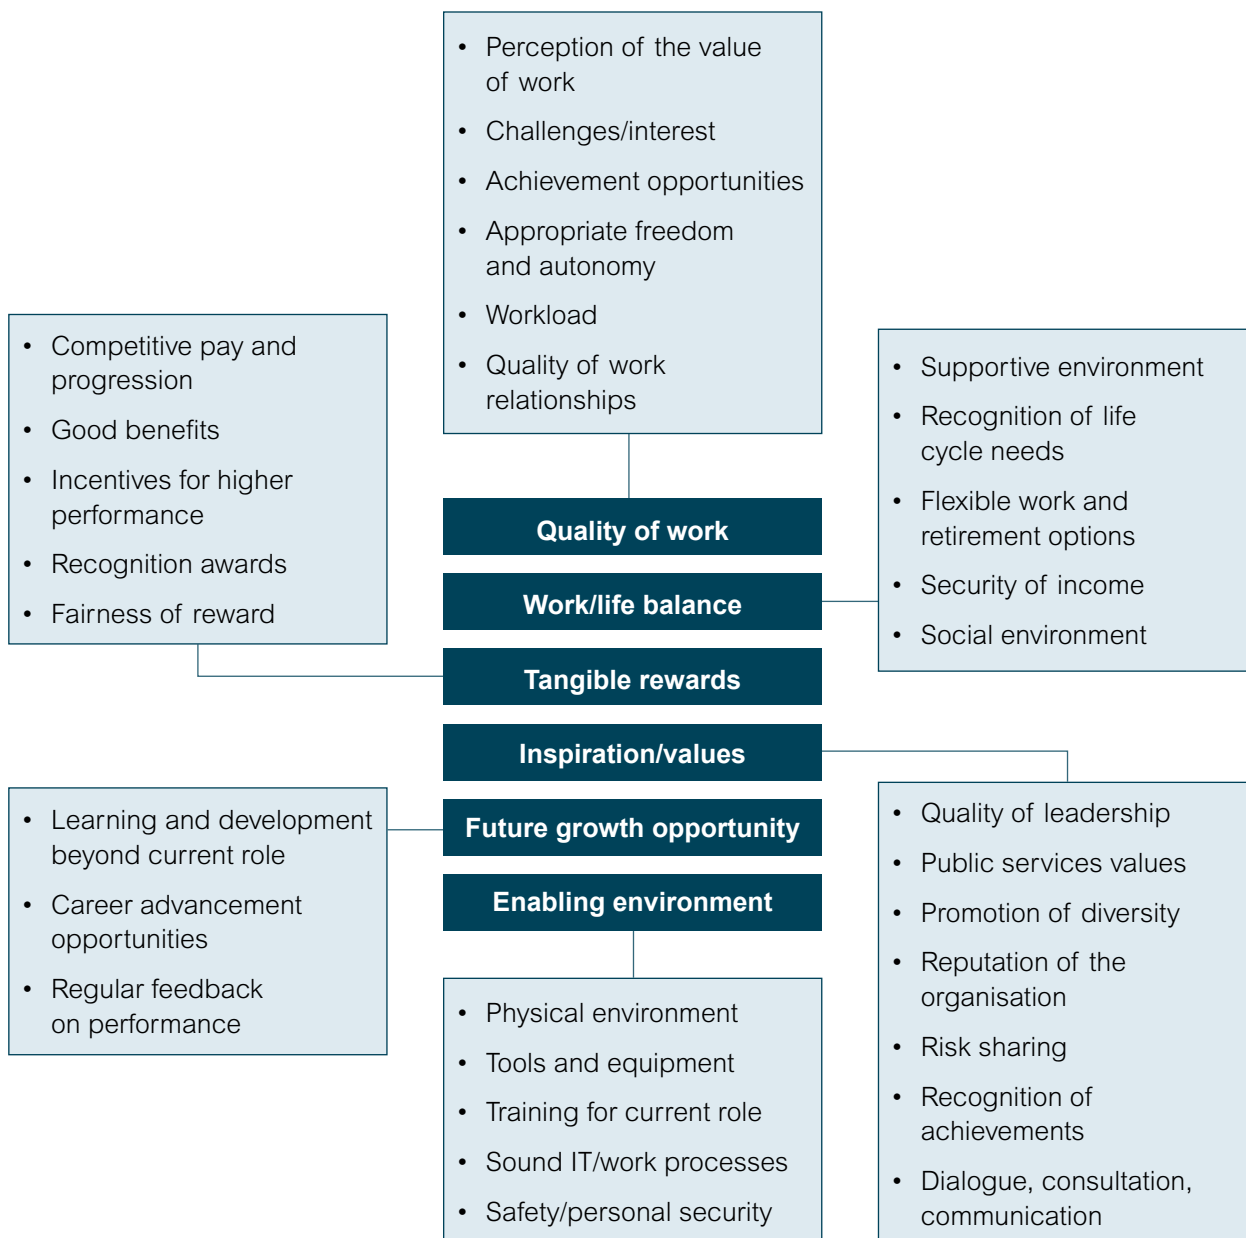 • Perception of the value
of work
• Challenges/interest
• Achievement opportunities
• Appropriate freedom
and autonomy
• Workload
• Quality of work
relationships
• Competitive pay and
progression
• Good benefits
• Incentives for higher
performance
• Recognition awards
• Fairness of reward
• Supportive environment
• Recognition of life
cycle needs
• Flexible work and
retirement options
• Security of income
• Social environment
Quality of work
Work/life balance
Tangible rewards
Inspiration/values
Future growth opportunity
Enabling environment
• Learning and development
beyond current role
• Career advancement
opportunities
• Regular feedback
on performance
• Physical environment
• Tools and equipment
• Training for current role
• Sound IT/work processes
• Safety/personal security
• Quality of leadership
• Public services values
• Promotion of diversity
• Reputation of the
organisation
• Risk sharing
• Recognition of
achievements
• Dialogue, consultation,
communication